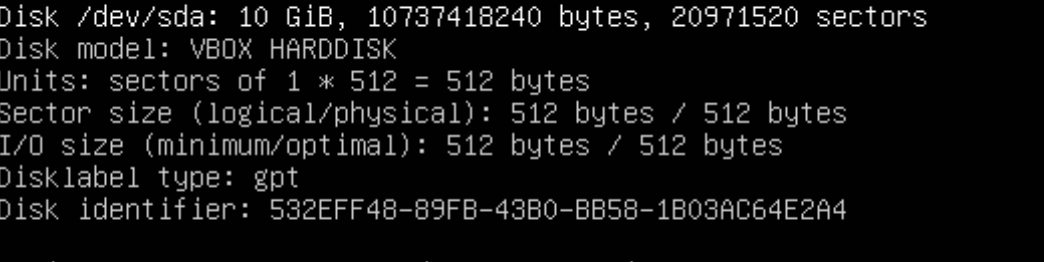 Disk /dev/sda: 10 GiB, 10737418240 bytes, 20971520 sectors
Disk model: VBOX HARDDISK
Units: sectors of 1 * 512 = 512 bytes
Sector size (logical/physical): 512 bytes / 512 bytes
I/O size (minimum/optimal): 512 bytes / 512 bytes
Disklabel type: gpt
Disk identifier: 532EFF48-89FB-43B0-BB58-1B03AC64E2A4